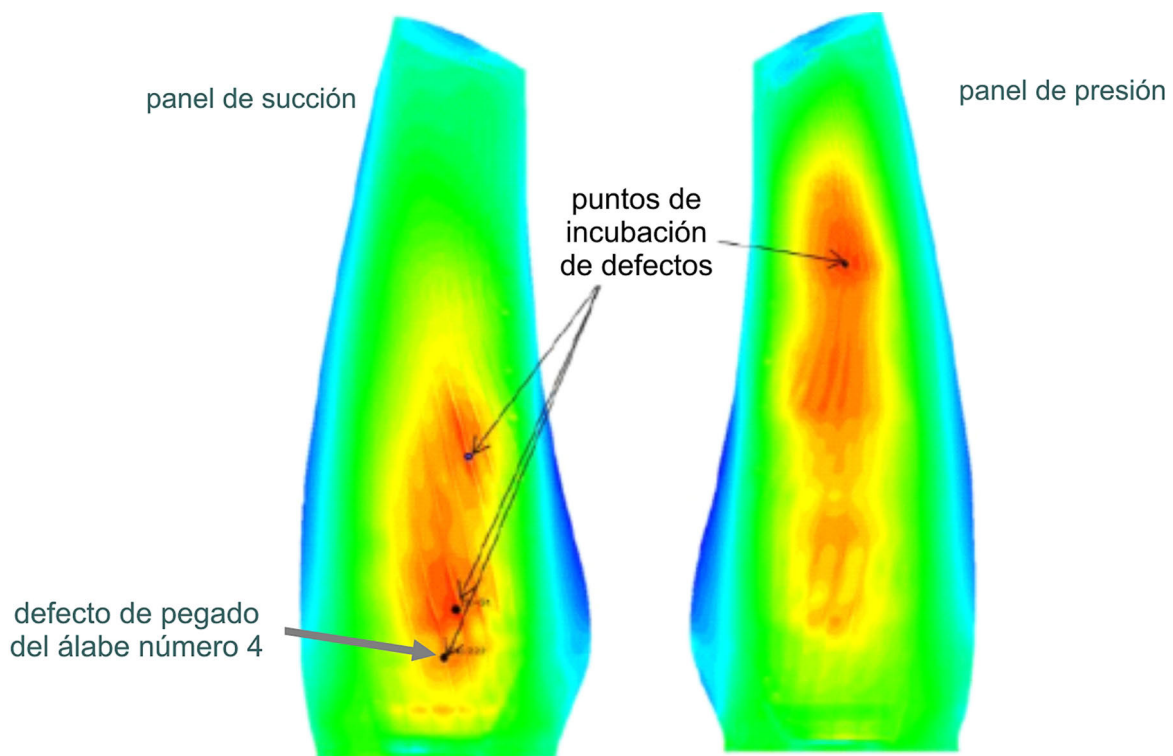 panel de succión
panel de presión
puntos de
incubación
de defectos
defecto de pegado
del álabe número 4